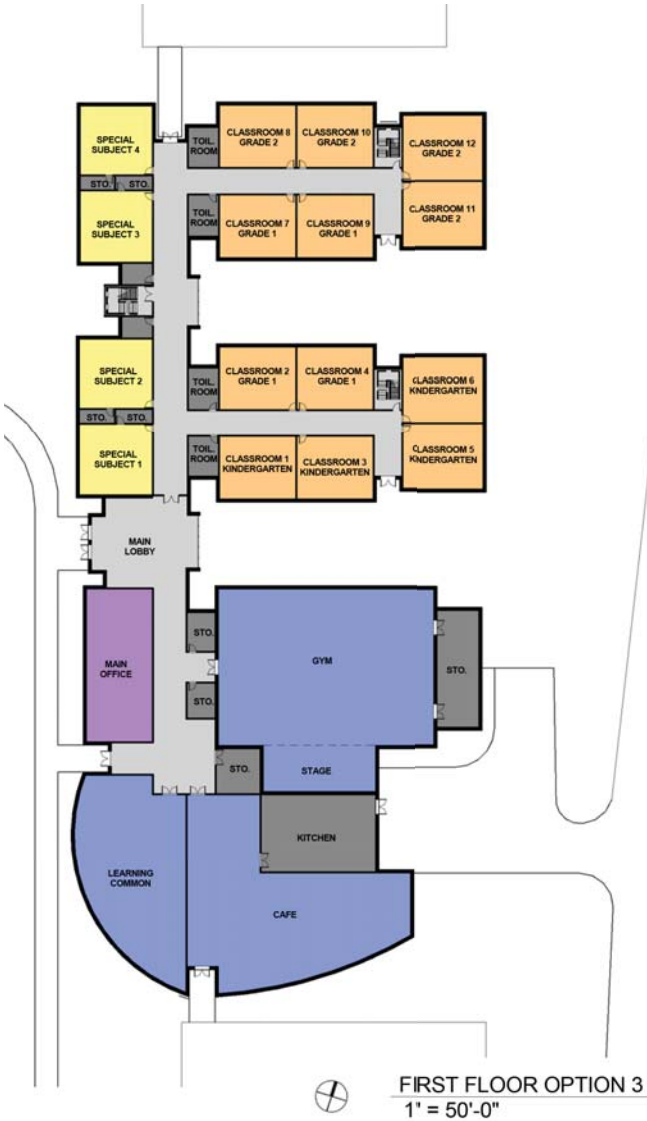 SPECIAL
SUBJECT 4
TOIL.
ROOM
CLASSROOM 8
GRADE 2
CLASSROOM 10
GRADE 2
CLASSROOM 12
GRADE 2
STO.
STO.
SPECIAL
SUBJECT 3
TOIL.
ROOM
CLASSROOM 7
GRADE 1
CLASSROOM 9
GRADE 1
CLASSROOM 11
GRADE 2
SPECIAL
SUBJECT 2
TOIL.
ROOM
CLASSROOM 2
GRADE 1
CLASSROOM 4
GRADE 1
CLASSROOM 6
KINDERGARTEN
STO.
STO.
SPECIAL
SUBJECT 1
TOIL.
ROOM
CLASSROOM 1
KINDERGARTEN
CLASSROOM 3
KINDERGARTEN
CLASSROOM 5
KINDERGARTEN
MAIN
LOBBY
STO.
MAIN
OFFICE
GYM
STO.
STO.
STO.
STAGE
KITCHEN
LEARNING
COMMON
CAFE
FIRST FLOOR OPTION 3
1" = 50'-0"